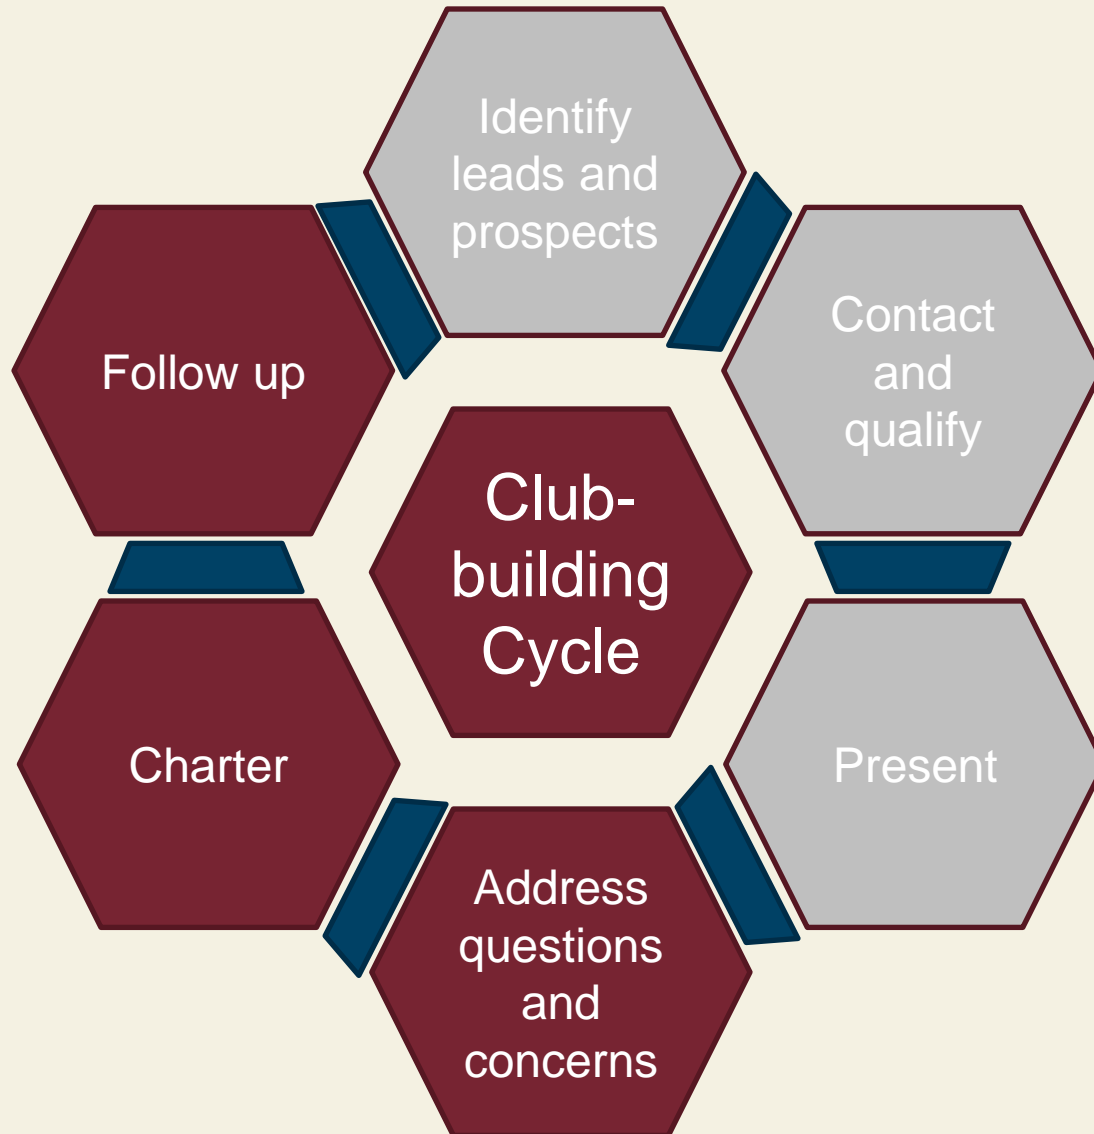 Identify
leads and
prospects
Contact
and
qualify
Present
Address
questions
and
concerns
Charter
Follow up
Club-
building
Cycle